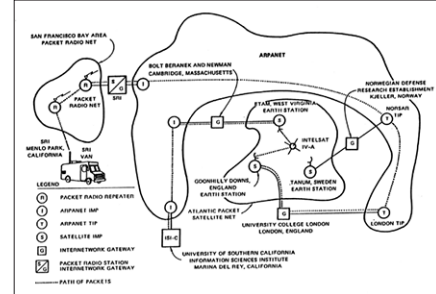 SAN FRANCISCO BAY AREA
PACKET RADIO NET
ARPANET
BOLT BERANEK AND NEWMAN
CAMBRIDGE, MASSACHUSETTS
NORWEGIAN DEFENSE
RESEARCH ESTABLISHMENT
KJELLER, NORWAY
R
R
S/G
I
SRI
PACKET
RADIO NET
ETAM, WEST VIRGINIA
EARTH STATION
NORSAR
TIP
I
G
S
T
G
INTELSAT
IV-A
SRI
MENLO PARK,
CALIFORNIA
SRI
VAN
GOONHILLY DOWNS,
ENGLAND
EARTH STATION
S
S
TANUM, SWEDEN
EARTH STATION
ATLANTIC PACKET
SATELLITE NET
I
G
T
UNIVERSITY COLLEGE LONDON
LONDON, ENGLAND
LONDON TIP
ISI-C
UNIVERSITY OF SOUTHERN CALIFORNIA
INFORMATION SCIENCES INSTITUTE
MARINA DEL REY, CALIFORNIA
LEGEND
R PACKET RADIO REPEATER
I ARPANET IMP
T ARPANET TIP
S SATELLITE IMP
G INTERNETWORK GATEWAY
S/G PACKET RADIO STATION
INTERNETWORK GATEWAY
PATH OF PACKETS